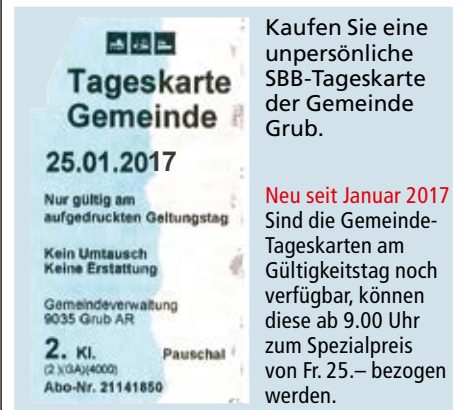 Tageskarte
Gemeinde
25.01.2017
Nur gültig am
aufgedruckten Geltungstag
Kein Umtausch
Keine Erstattung
Gemeindeverwaltung
9035 Grub AR
2. Kl. Pauschal
(2 )(GA)(4000)
Abo-Nr. 21141850
Kaufen Sie eine
unpersönliche
SBB-Tageskarte
der Gemeinde
Grub.
Neu seit Januar 2017
Sind die Gemeinde-
Tageskarten am
Gültigkeitstag noch
verfügbar, können
diese ab 9.00 Uhr
zum Spezialpreis
von Fr. 25.– bezogen
werden.